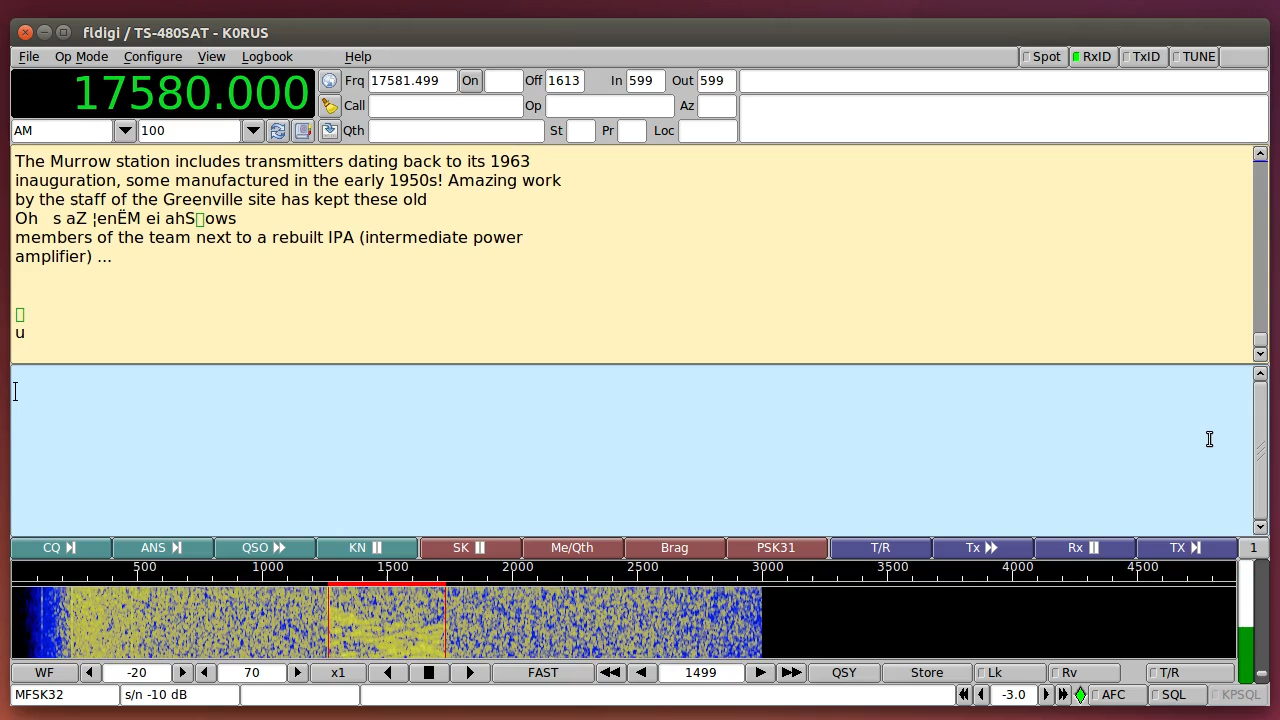 fldigi / TS-480SAT - K0RUS
File Op Mode Configure View Logbook Help Spot RxID TxID TUNE
17580.000
Frq 17581.499 On Off 1613 In 599 Out 599
Call Op Az
AM 100 Qth St Pr Loc
The Murrow station includes transmitters dating back to its 1963
inauguration, some manufactured in the early 1950s! Amazing work
by the staff of the Greenville site has kept these old
Oh   s aZ ¦enËM ei ahS▯ows
members of the team next to a rebuilt IPA (intermediate power
amplifier) ...
▯
u
CQ ANS QSO KN SK Me/Qth Brag PSK31 T/R Tx Rx TX 1
500 1000 1500 2000 2500 3000 3500 4000 4500
WF -20 70 x1 FAST 1499 QSY Store Lk Rv T/R
MFSK32 s/n -10 dB -3.0 AFC SQL KPSQL